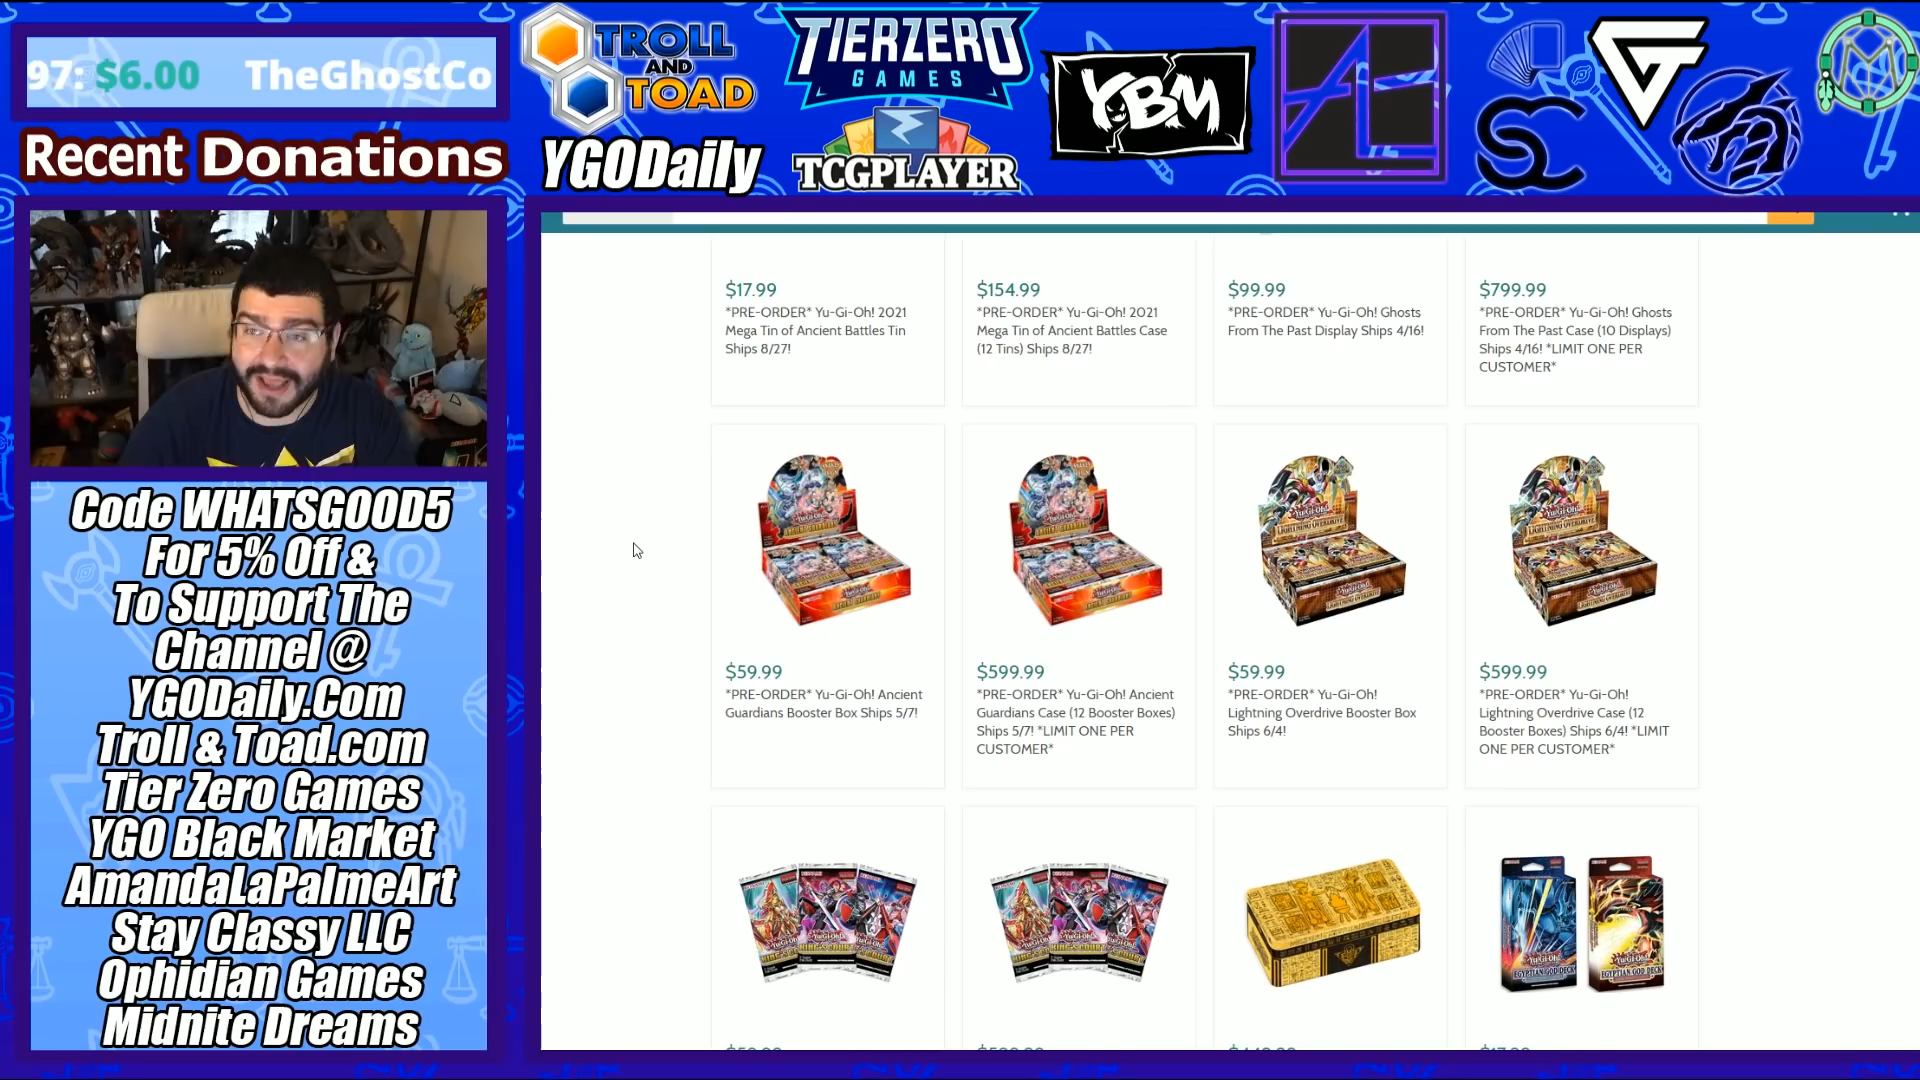 97: $6.00 TheGhostCo
Recent Donations
TROLL
AND
TOAD
TIERZERO
GAMES
YBM
AL
SC
YGODaily
TCGPLAYER
Code WHATSGOOD5
For 5% Off &
To Support The
Channel @
YGODaily.Com
Troll & Toad.com
Tier Zero Games
YGO Black Market
AmandaLaPalmeArt
Stay Classy LLC
Ophidian Games
Midnite Dreams
$17.99
*PRE-ORDER* Yu-Gi-Oh! 2021
Mega Tin of Ancient Battles Tin
Ships 8/27!
$154.99
*PRE-ORDER* Yu-Gi-Oh! 2021
Mega Tin of Ancient Battles Case
(12 Tins) Ships 8/27!
$99.99
*PRE-ORDER* Yu-Gi-Oh! Ghosts
From The Past Display Ships 4/16!
$799.99
*PRE-ORDER* Yu-Gi-Oh! Ghosts
From The Past Case (10 Displays)
Ships 4/16! *LIMIT ONE PER
CUSTOMER*
$59.99
*PRE-ORDER* Yu-Gi-Oh! Ancient
Guardians Booster Box Ships 5/7!
$599.99
*PRE-ORDER* Yu-Gi-Oh! Ancient
Guardians Case (12 Booster Boxes)
Ships 5/7! *LIMIT ONE PER
CUSTOMER*
$59.99
*PRE-ORDER* Yu-Gi-Oh!
Lightning Overdrive Booster Box
Ships 6/4!
$599.99
*PRE-ORDER* Yu-Gi-Oh!
Lightning Overdrive Case (12
Booster Boxes) Ships 6/4! *LIMIT
ONE PER CUSTOMER*
EGYPTIAN GOD DECK
EGYPTIAN GOD DECK